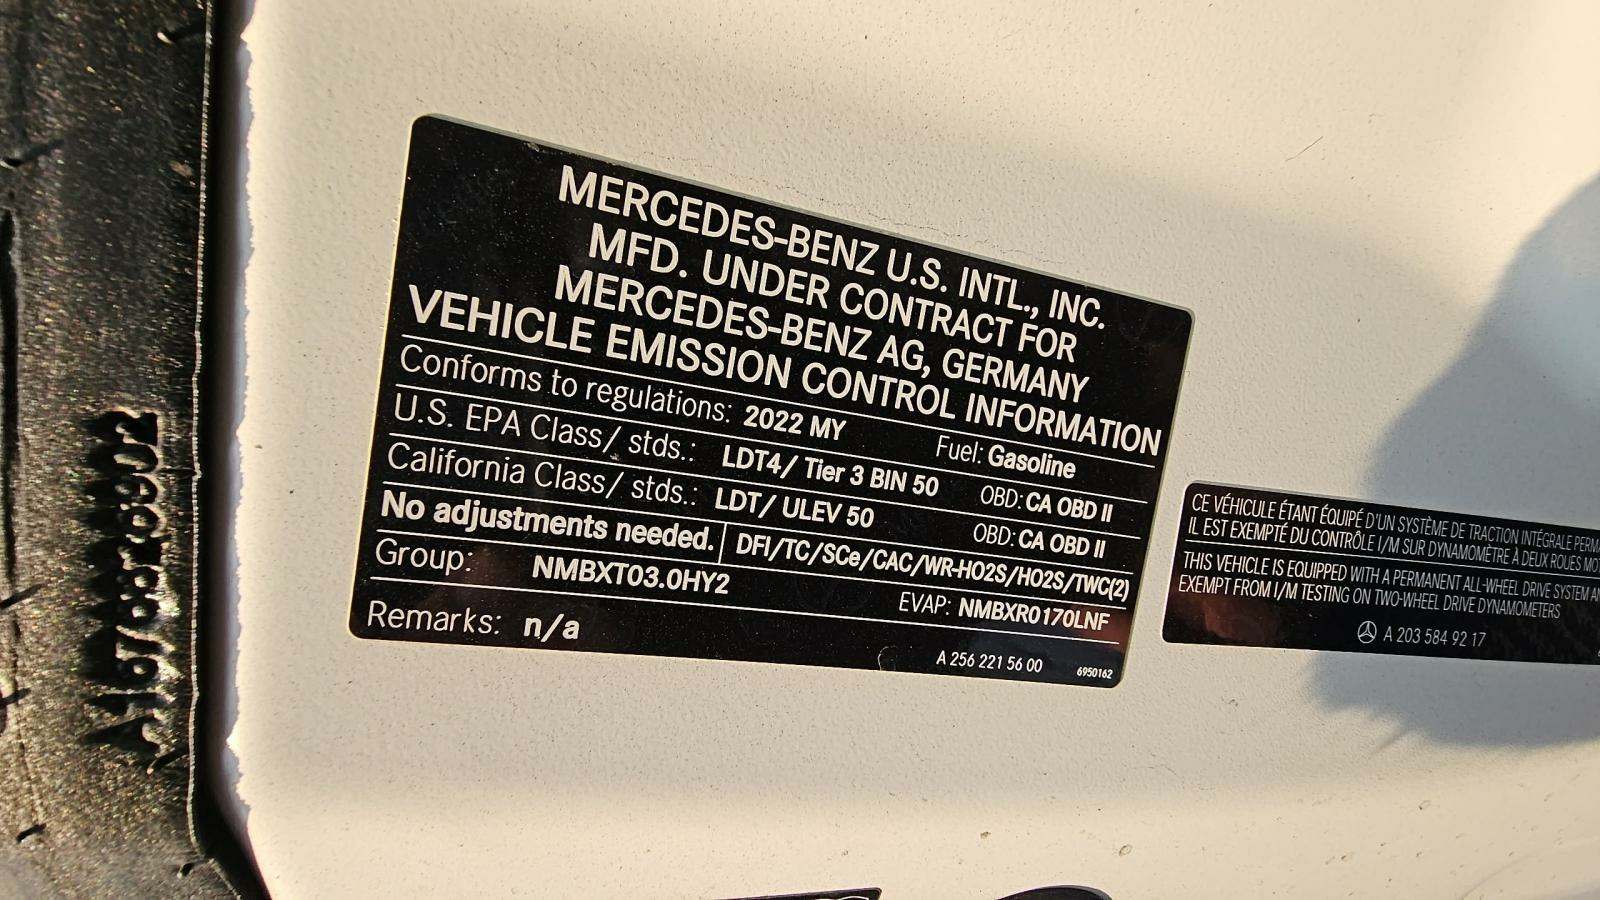 MERCEDES-BENZ U.S. INTL., INC.
MFD. UNDER CONTRACT FOR
MERCEDES-BENZ AG, GERMANY
VEHICLE EMISSION CONTROL INFORMATION
Conforms to regulations: 2022 MY Fuel: Gasoline
U.S. EPA Class/ stds.: LDT4/ Tier 3 BIN 50 OBD: CA OBD II
California Class/ stds.: LDT/ ULEV 50 OBD: CA OBD II
No adjustments needed. DFI/TC/SCe/CAC/WR-HO2S/HO2S/TWC(2)
Group: NMBXT03.0HY2 EVAP: NMBXR0170LNF
Remarks: n/a
A 256 221 56 00 6950162
CE VÉHICULE ÉTANT ÉQUIPÉ D'UN SYSTÈME DE TRACTION INTÉGRALE
IL EST EXEMPTÉ DU CONTRÔLE I/M SUR DYNAMOMÈTRE À DEUX ROUES
THIS VEHICLE IS EQUIPPED WITH A PERMANENT ALL-WHEEL DRIVE SYSTEM
EXEMPT FROM I/M TESTING ON TWO-WHEEL DRIVE DYNAMOMETERS
A 203 584 92 17